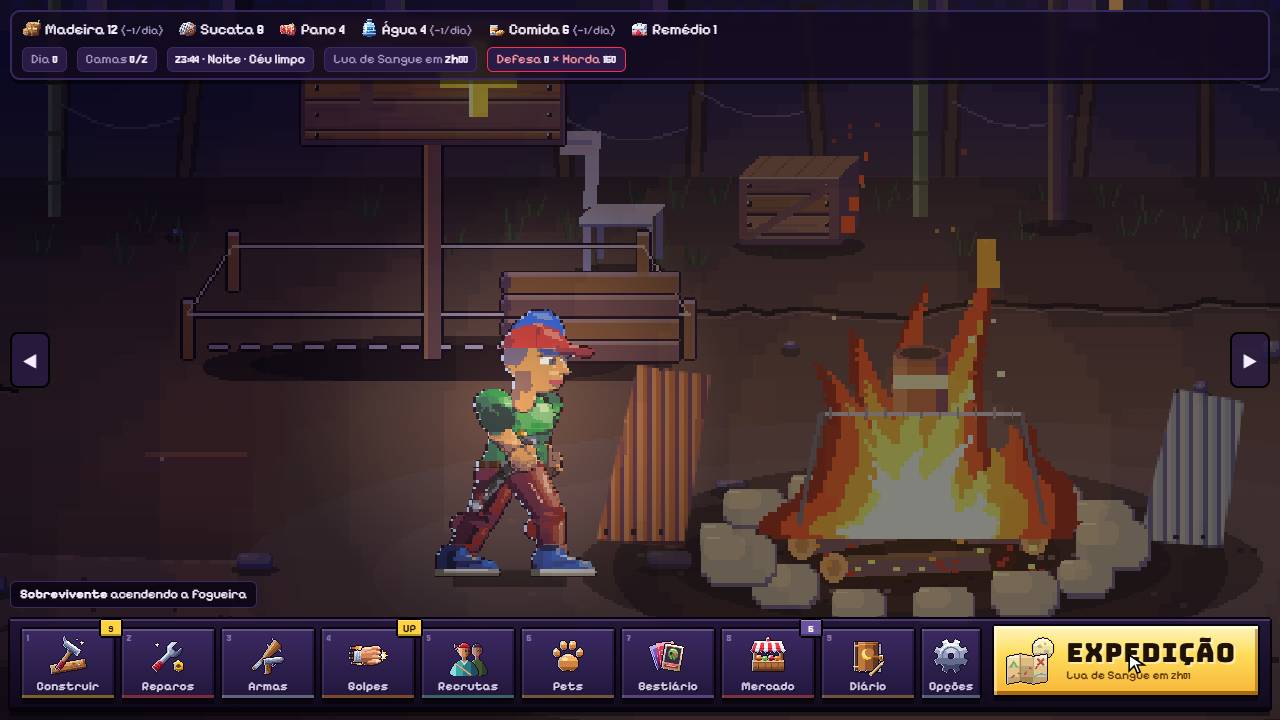 Madeira 12 (-1/dia) Sucata 8 Pano 4 Água 4 (-1/dia) Comida 6 (-1/dia) Remédio 1
Dia 0 Camas 0/2 23:44 · Noite · Céu limpo Lua de Sangue em 2h00 Defesa 0 × Horda 160
Sobrevivente acendendo a fogueira
9 UP 6
1 2 3 4 5 6 7 8 9
Construir Reparos Armas Golpes Recrutas Pets Bestiário Mercado Diário Opções
EXPEDIÇÃO
Lua de Sangue em 2h01